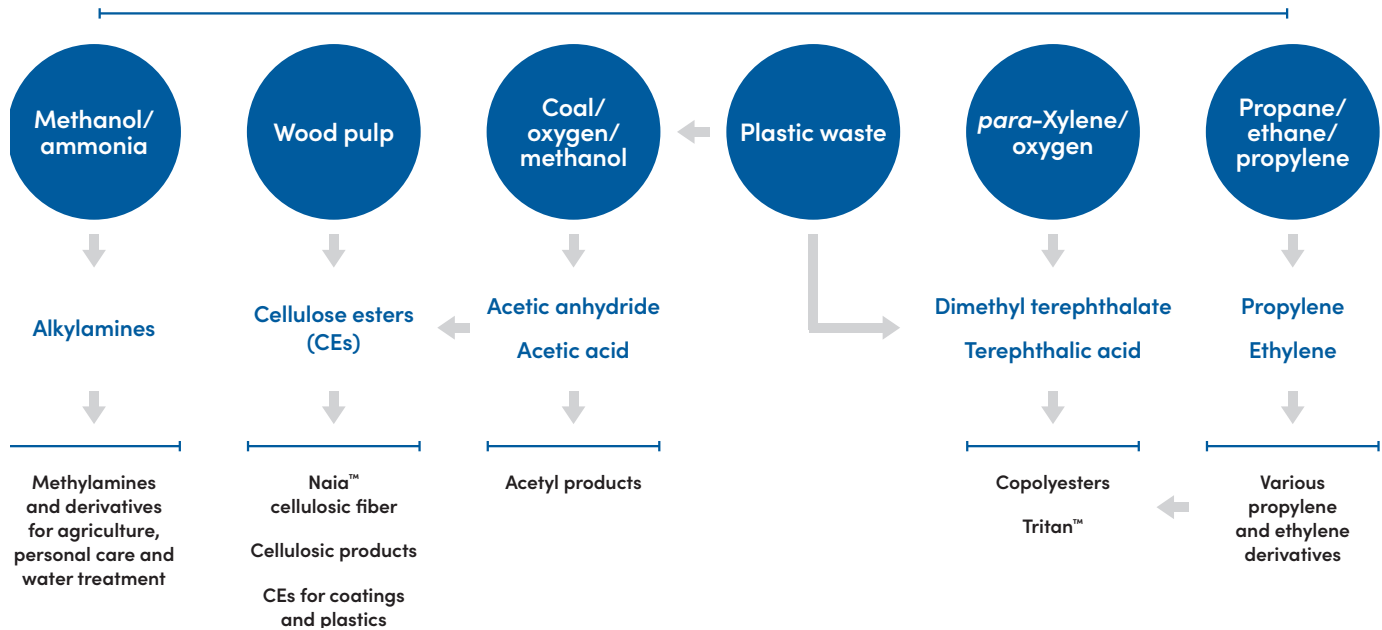 Methanol/
ammonia
Wood pulp
Coal/
oxygen/
methanol
Plastic waste
para-Xylene/
oxygen
Propane/
ethane/
propylene
Alkylamines
Cellulose esters
(CEs)
Acetic anhydride
Acetic acid
Dimethyl terephthalate
Terephthalic acid
Propylene
Ethylene
Methylamines
and derivatives
for agriculture,
personal care and
water treatment
Naia™
cellulosic fiber
Cellulosic products
CEs for coatings
and plastics
Acetyl products
Copolyesters
Tritan™
Various
propylene
and ethylene
derivatives